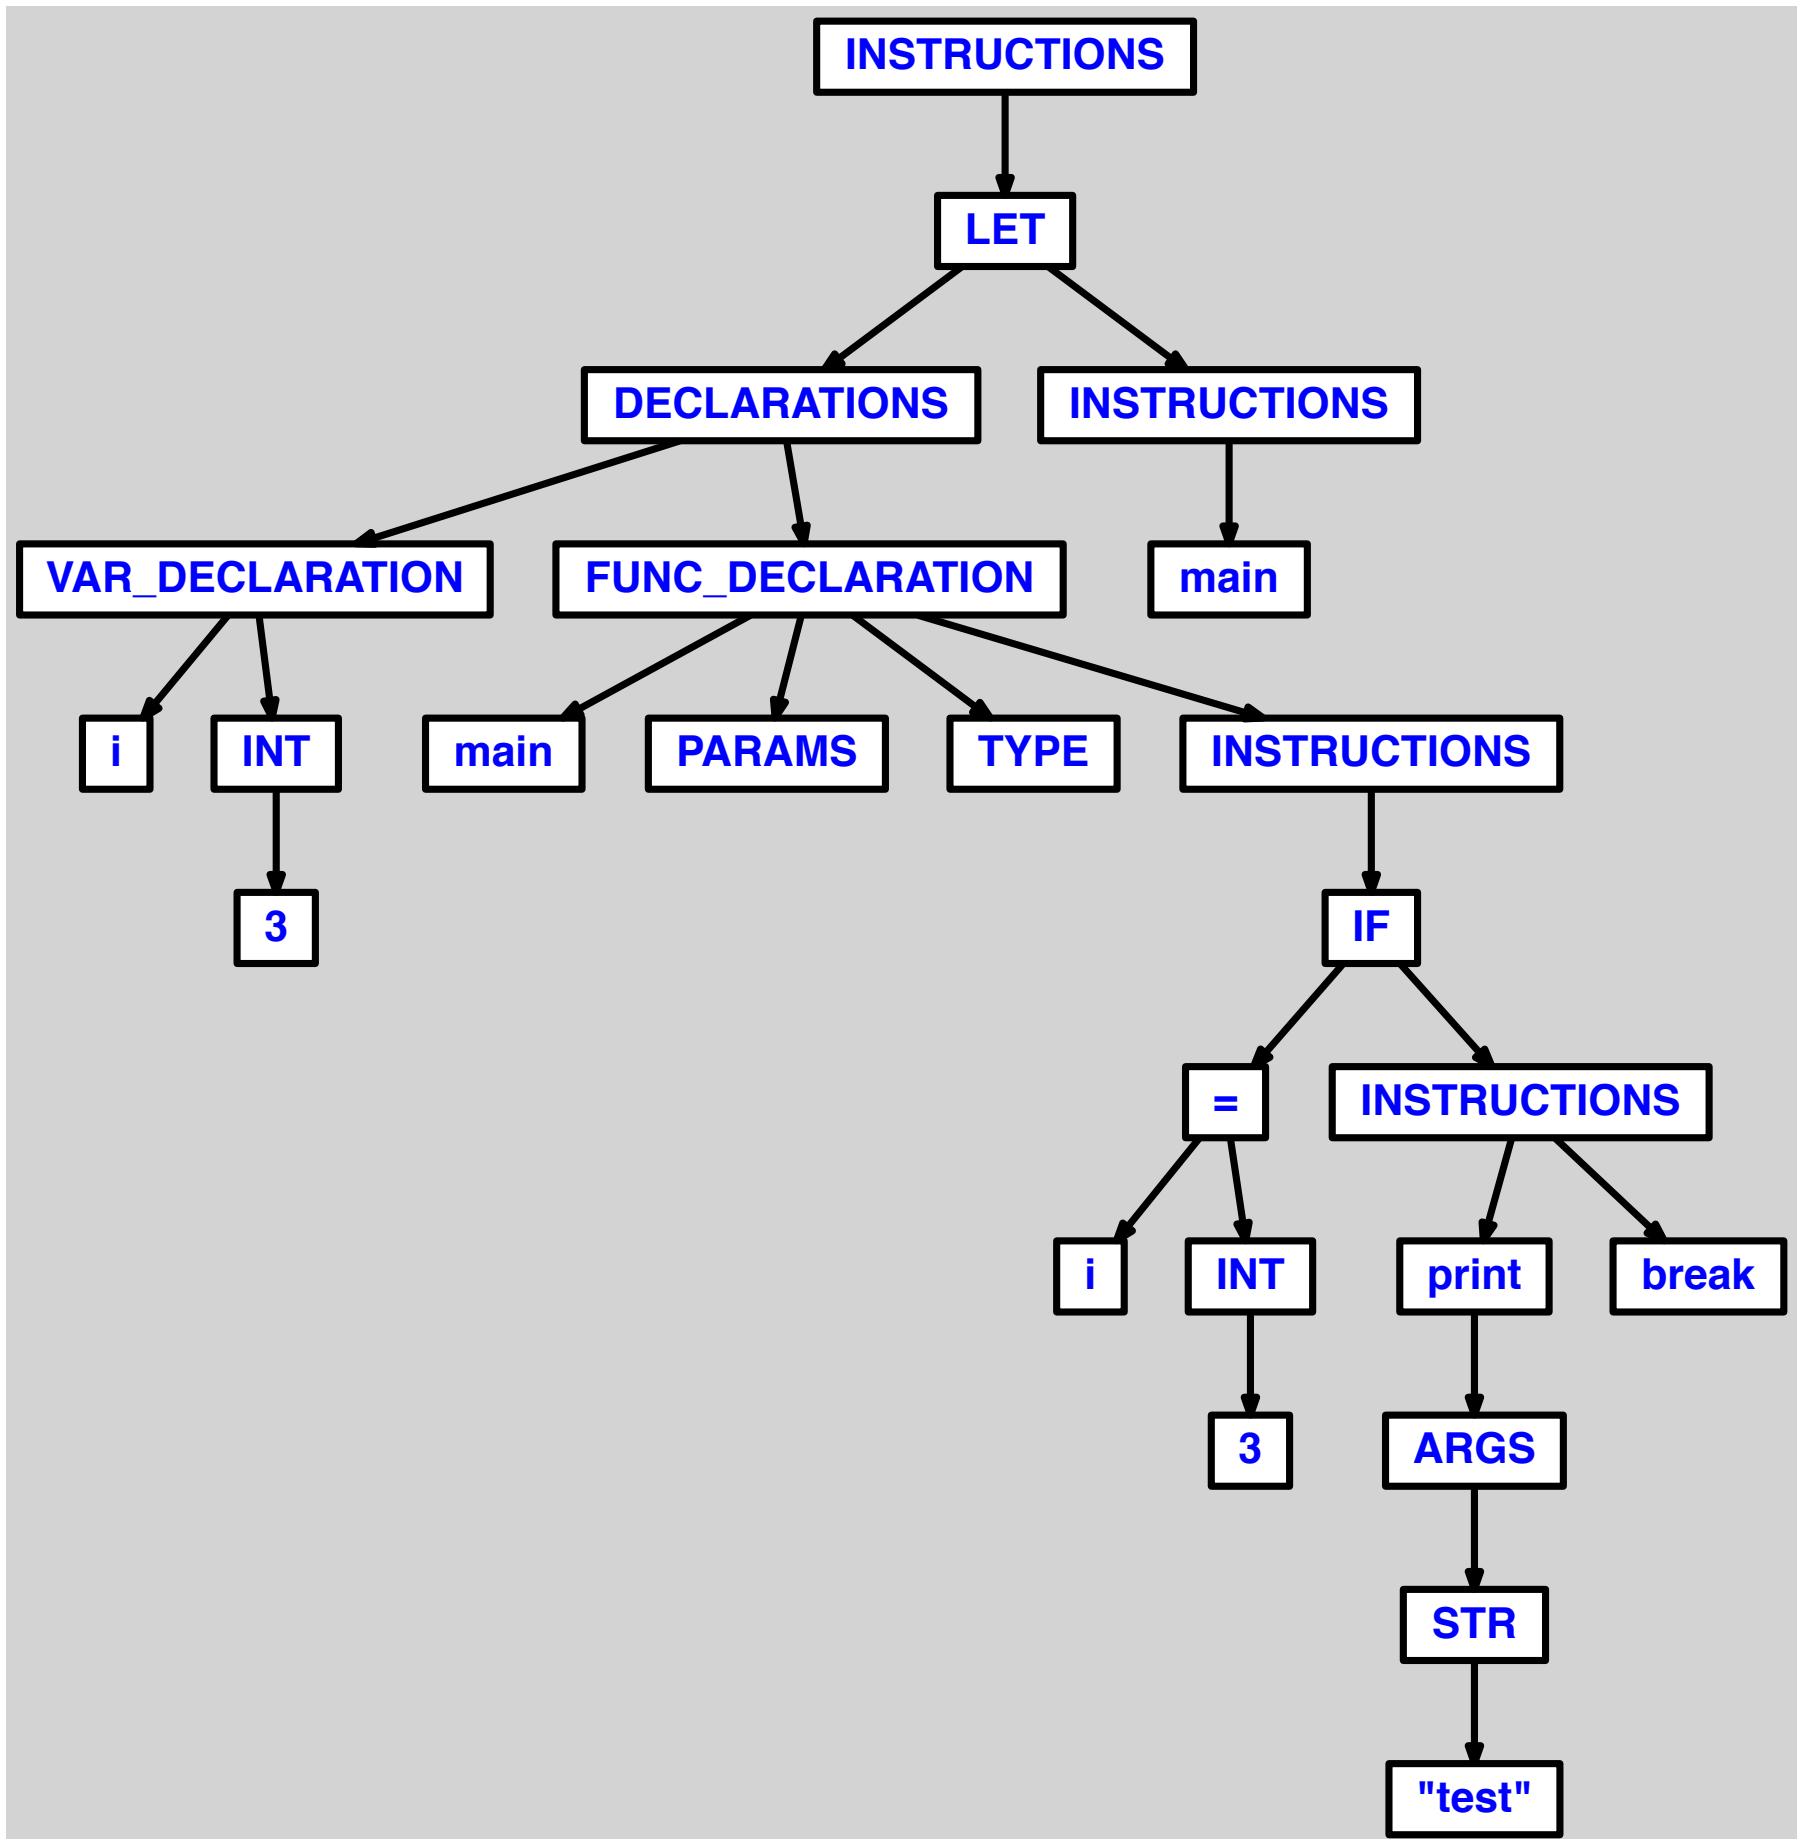 INSTRUCTIONS
LET
DECLARATIONS
INSTRUCTIONS
VAR_DECLARATION
FUNC_DECLARATION
main
i
INT
main
PARAMS
TYPE
INSTRUCTIONS
3
IF
=
INSTRUCTIONS
i
INT
print
break
3
ARGS
STR
"test"